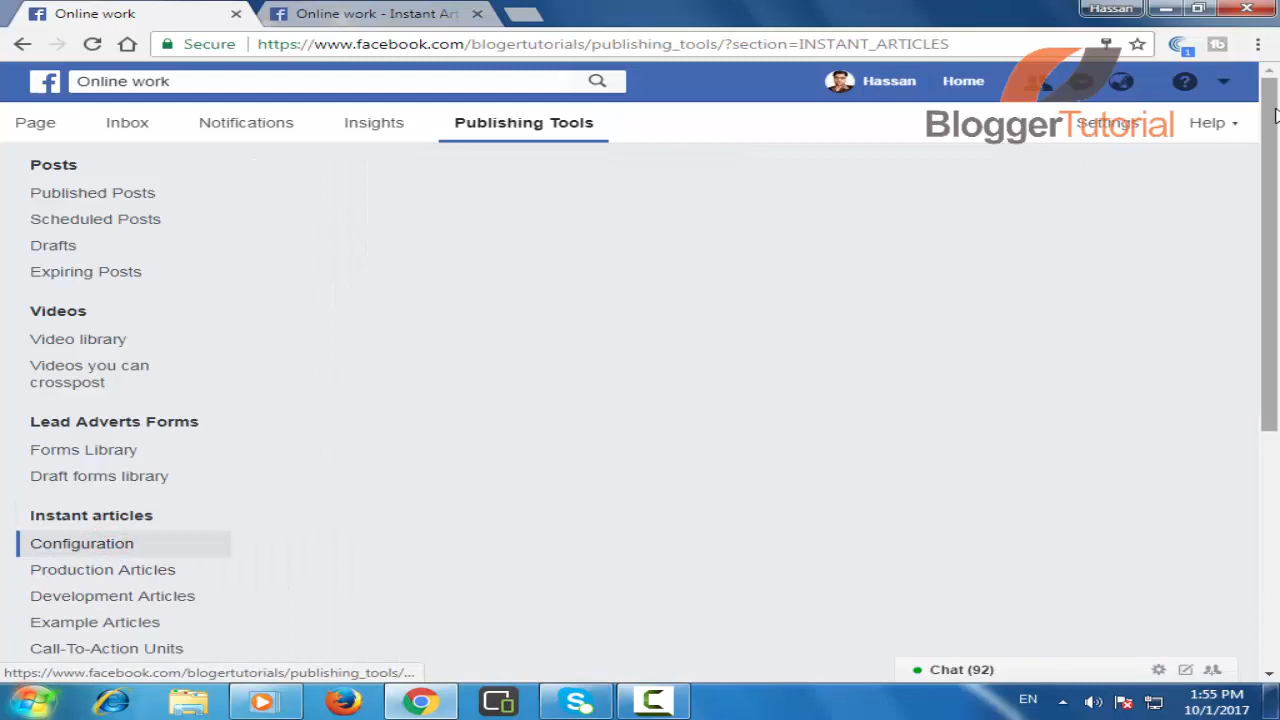 Online work
Online work - Instant Art
Hassan
Secure
https://www.facebook.com/blogertutorials/publishing_tools/?section=INSTANT_ARTICLES
1
Online work
Hassan
Home
Page
Inbox
Notifications
Insights
Publishing Tools
Settings
Help
BloggerTutorial
Posts
Published Posts
Scheduled Posts
Drafts
Expiring Posts
Videos
Video library
Videos you can
crosspost
Lead Adverts Forms
Forms Library
Draft forms library
Instant articles
Configuration
Production Articles
Development Articles
Example Articles
Call-To-Action Units
https://www.facebook.com/blogertutorials/publishing_tools/...
Chat (92)
EN
1:55 PM
10/1/2017